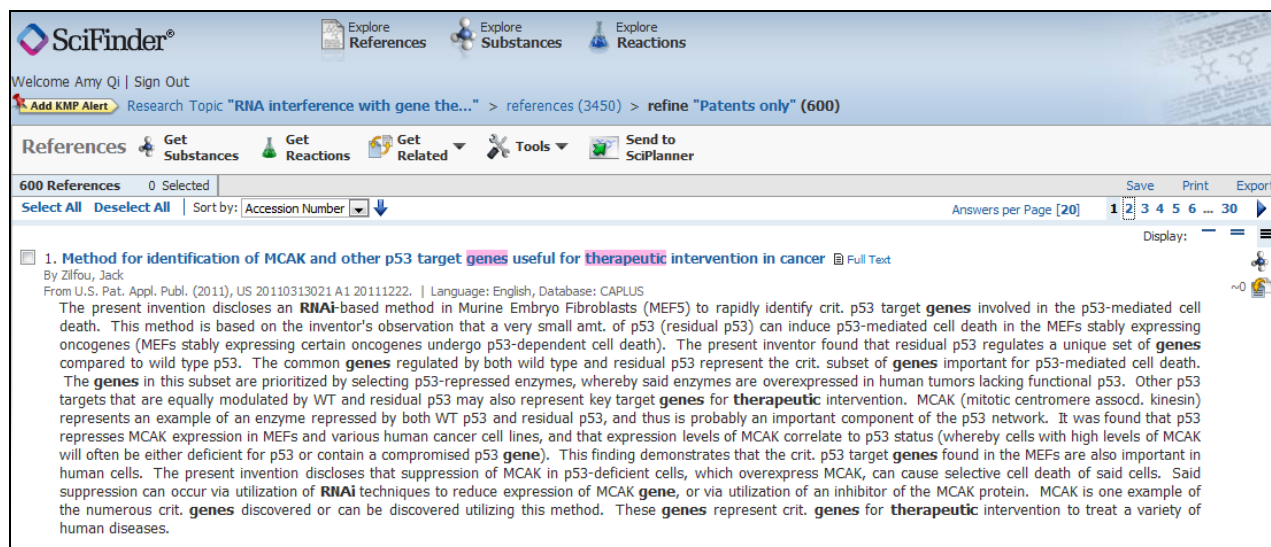 SciFinder®
Explore References
Explore Substances
Explore Reactions
Welcome Amy Qi | Sign Out
Add KMP Alert Research Topic "RNA interference with gene the..." > references (3450) > refine "Patents only" (600)
References Get Substances Get Reactions Get Related Tools Send to SciPlanner
600 References 0 Selected Save Print Export
Select All Deselect All | Sort by: Accession Number Answers per Page [20] 1 2 3 4 5 6 ... 30
Display:
1. Method for identification of MCAK and other p53 target genes useful for therapeutic intervention in cancer Full Text
By Zilfou, Jack
From U.S. Pat. Appl. Publ. (2011), US 20110313021 A1 20111222. | Language: English, Database: CAPLUS
~0
The present invention discloses an RNAi-based method in Murine Embryo Fibroblasts (MEF5) to rapidly identify crit. p53 target genes involved in the p53-mediated cell
death. This method is based on the inventor's observation that a very small amt. of p53 (residual p53) can induce p53-mediated cell death in the MEFs stably expressing
oncogenes (MEFs stably expressing certain oncogenes undergo p53-dependent cell death). The present inventor found that residual p53 regulates a unique set of genes
compared to wild type p53. The common genes regulated by both wild type and residual p53 represent the crit. subset of genes important for p53-mediated cell death.
The genes in this subset are prioritized by selecting p53-repressed enzymes, whereby said enzymes are overexpressed in human tumors lacking functional p53. Other p53
targets that are equally modulated by WT and residual p53 may also represent key target genes for therapeutic intervention. MCAK (mitotic centromere assocd. kinesin)
represents an example of an enzyme repressed by both WT p53 and residual p53, and thus is probably an important component of the p53 network. It was found that p53
represses MCAK expression in MEFs and various human cancer cell lines, and that expression levels of MCAK correlate to p53 status (whereby cells with high levels of MCAK
will often be either deficient for p53 or contain a compromised p53 gene). This finding demonstrates that the crit. p53 target genes found in the MEFs are also important in
human cells. The present invention discloses that suppression of MCAK in p53-deficient cells, which overexpress MCAK, can cause selective cell death of said cells. Said
suppression can occur via utilization of RNAi techniques to reduce expression of MCAK gene, or via utilization of an inhibitor of the MCAK protein. MCAK is one example of
the numerous crit. genes discovered or can be discovered utilizing this method. These genes represent crit. genes for therapeutic intervention to treat a variety of
human diseases.